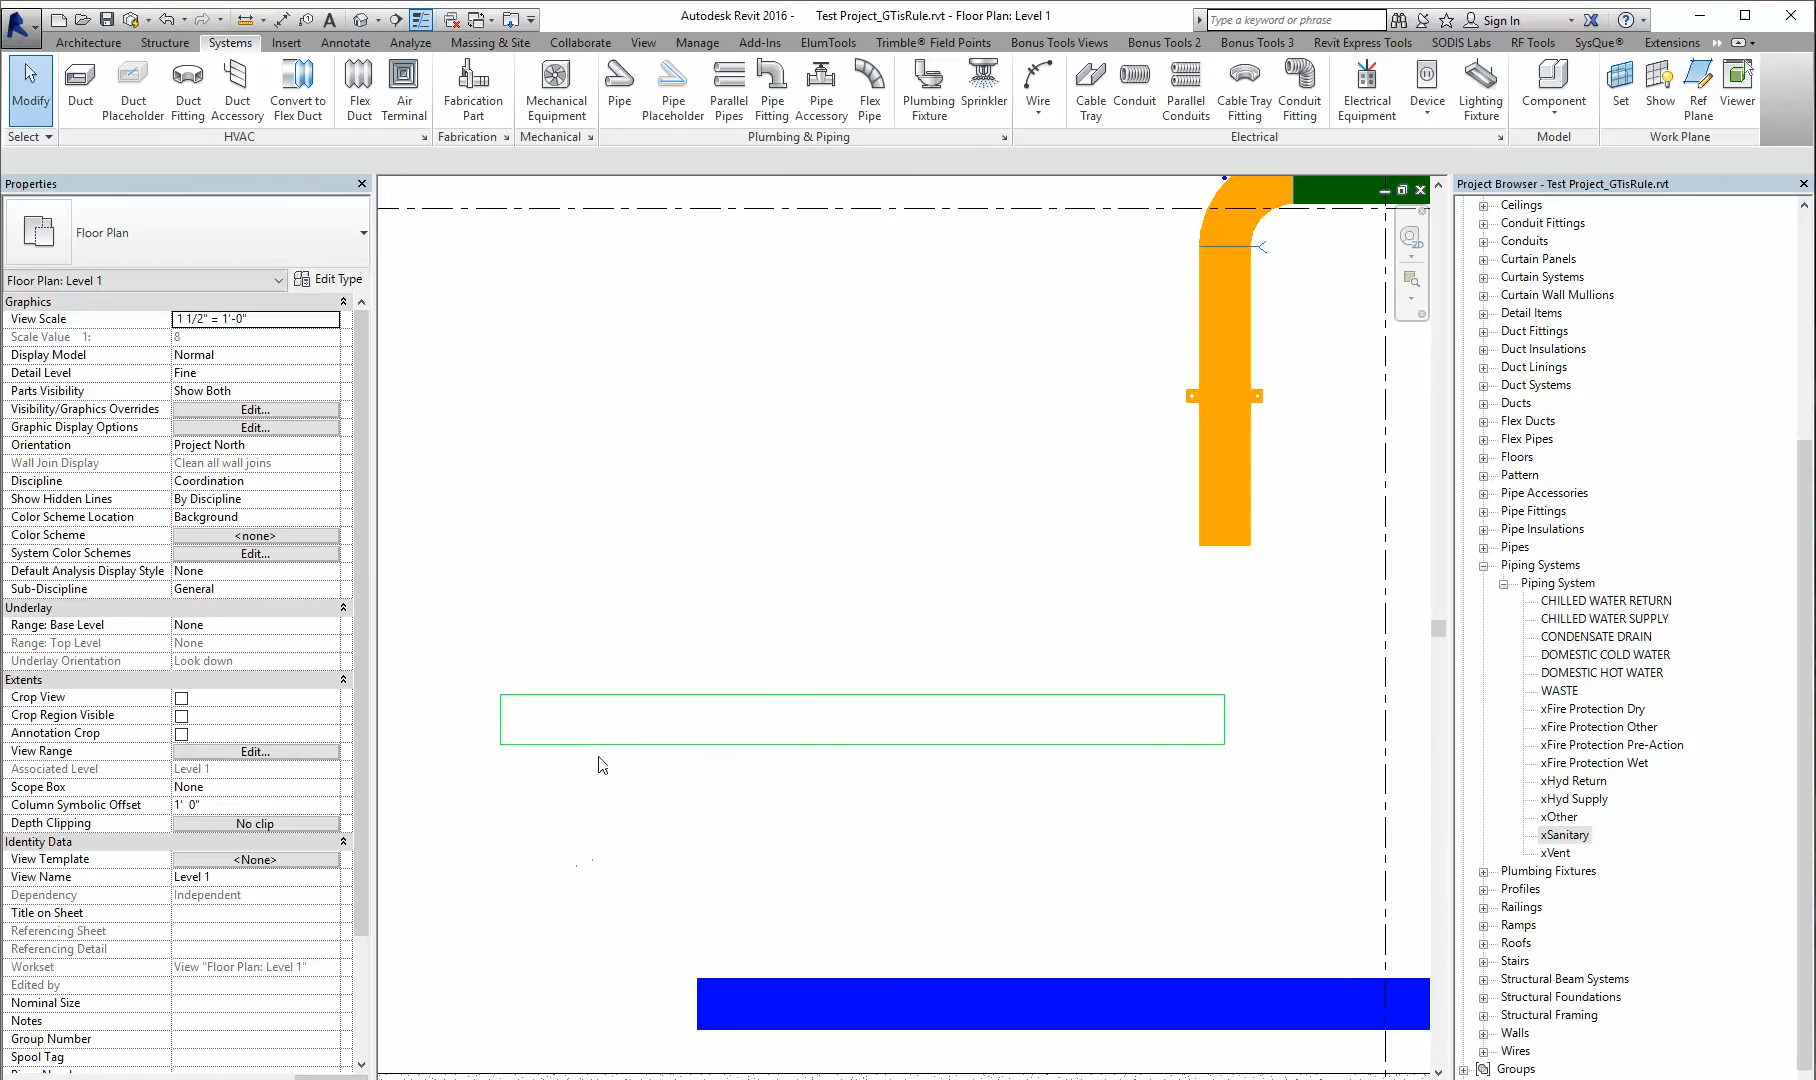 Autodesk Revit 2016 - Test Project_GTisRule.rvt - Floor Plan: Level 1
Type a keyword or phrase
Sign In
Architecture Structure Systems Insert Annotate Analyze Massing & Site Collaborate View Manage Add-Ins ElumTools Trimble® Field Points Bonus Tools Views Bonus Tools 2 Bonus Tools 3 Revit Express Tools SODIS Labs RF Tools SysQue® Extensions
Modify
Duct
Duct Placeholder
Duct Fitting
Duct Accessory
Convert to Flex Duct
Flex Duct
Air Terminal
Fabrication Part
Mechanical Equipment
Pipe
Pipe Placeholder
Parallel Pipes
Pipe Fitting
Pipe Accessory
Flex Pipe
Plumbing Fixture
Sprinkler
Wire
Cable Tray
Conduit
Parallel Conduits
Cable Tray Fitting
Conduit Fitting
Electrical Equipment
Device
Lighting Fixture
Component
Set
Show
Ref Plane
Viewer
Select HVAC Fabrication Mechanical Plumbing & Piping Electrical Model Work Plane
Properties
Floor Plan
Floor Plan: Level 1 Edit Type
Graphics
View Scale 1 1/2" = 1'-0"
Scale Value 1: 8
Display Model Normal
Detail Level Fine
Parts Visibility Show Both
Visibility/Graphics Overrides Edit...
Graphic Display Options Edit...
Orientation Project North
Wall Join Display Clean all wall joins
Discipline Coordination
Show Hidden Lines By Discipline
Color Scheme Location Background
Color Scheme <none>
System Color Schemes Edit...
Default Analysis Display Style None
Sub-Discipline General
Underlay
Range: Base Level None
Range: Top Level None
Underlay Orientation Look down
Extents
Crop View
Crop Region Visible
Annotation Crop
View Range Edit...
Associated Level Level 1
Scope Box None
Column Symbolic Offset 1' 0"
Depth Clipping No clip
Identity Data
View Template <None>
View Name Level 1
Dependency Independent
Title on Sheet
Referencing Sheet
Referencing Detail
Workset View "Floor Plan: Level 1"
Edited by
Nominal Size
Notes
Group Number
Spool Tag
2D
Project Browser - Test Project_GTisRule.rvt
Ceilings
Conduit Fittings
Conduits
Curtain Panels
Curtain Systems
Curtain Wall Mullions
Detail Items
Duct Fittings
Duct Insulations
Duct Linings
Duct Systems
Ducts
Flex Ducts
Flex Pipes
Floors
Pattern
Pipe Accessories
Pipe Fittings
Pipe Insulations
Pipes
Piping Systems
Piping System
CHILLED WATER RETURN
CHILLED WATER SUPPLY
CONDENSATE DRAIN
DOMESTIC COLD WATER
DOMESTIC HOT WATER
WASTE
xFire Protection Dry
xFire Protection Other
xFire Protection Pre-Action
xFire Protection Wet
xHyd Return
xHyd Supply
xOther
xSanitary
xVent
Plumbing Fixtures
Profiles
Railings
Ramps
Roofs
Stairs
Structural Beam Systems
Structural Foundations
Structural Framing
Walls
Wires
Groups